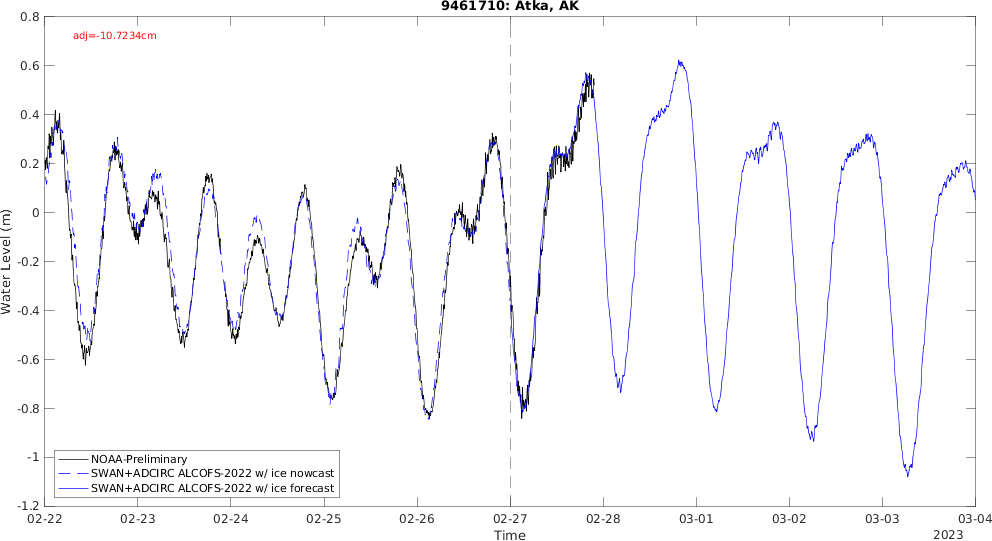 9461710: Atka, AK
adj=-10.7234cm
0.8
0.6
0.4
0.2
0
-0.2
-0.4
-0.6
-0.8
-1
-1.2
Water Level (m)
NOAA-Preliminary
SWAN+ADCIRC ALCOFS-2022 w/ ice nowcast
SWAN+ADCIRC ALCOFS-2022 w/ ice forecast
02-22 02-23 02-24 02-25 02-26 02-27 02-28 03-01 03-02 03-03 03-04
Time
2023